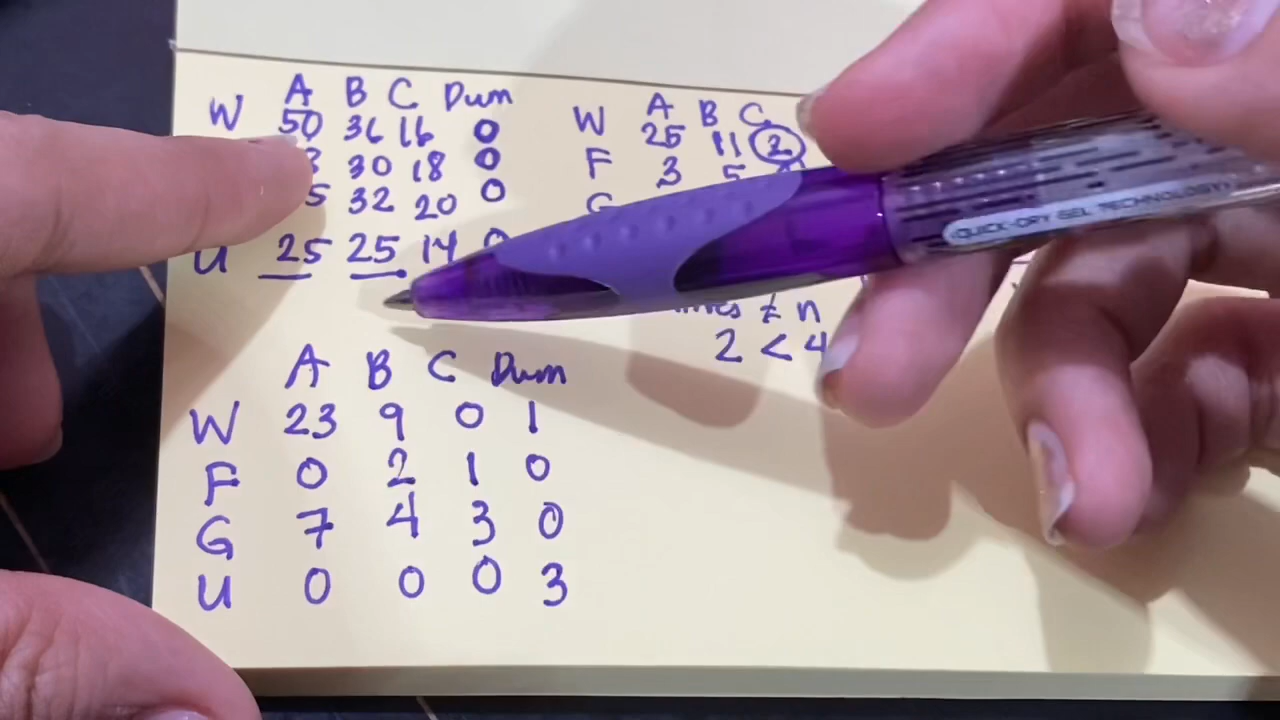 A B C Dum
W 50 36 16 0
3 30 18 0
5 32 20 0
U 25 25 14
A B C
W 25 11 2
F 3 5
G
≠ n
2 < 4
A B C Dum
W 23 9 0 1
F 0 2 1 0
G 7 4 3 0
U 0 0 0 3
QUICK-DRY GEL TECHNOLOGY